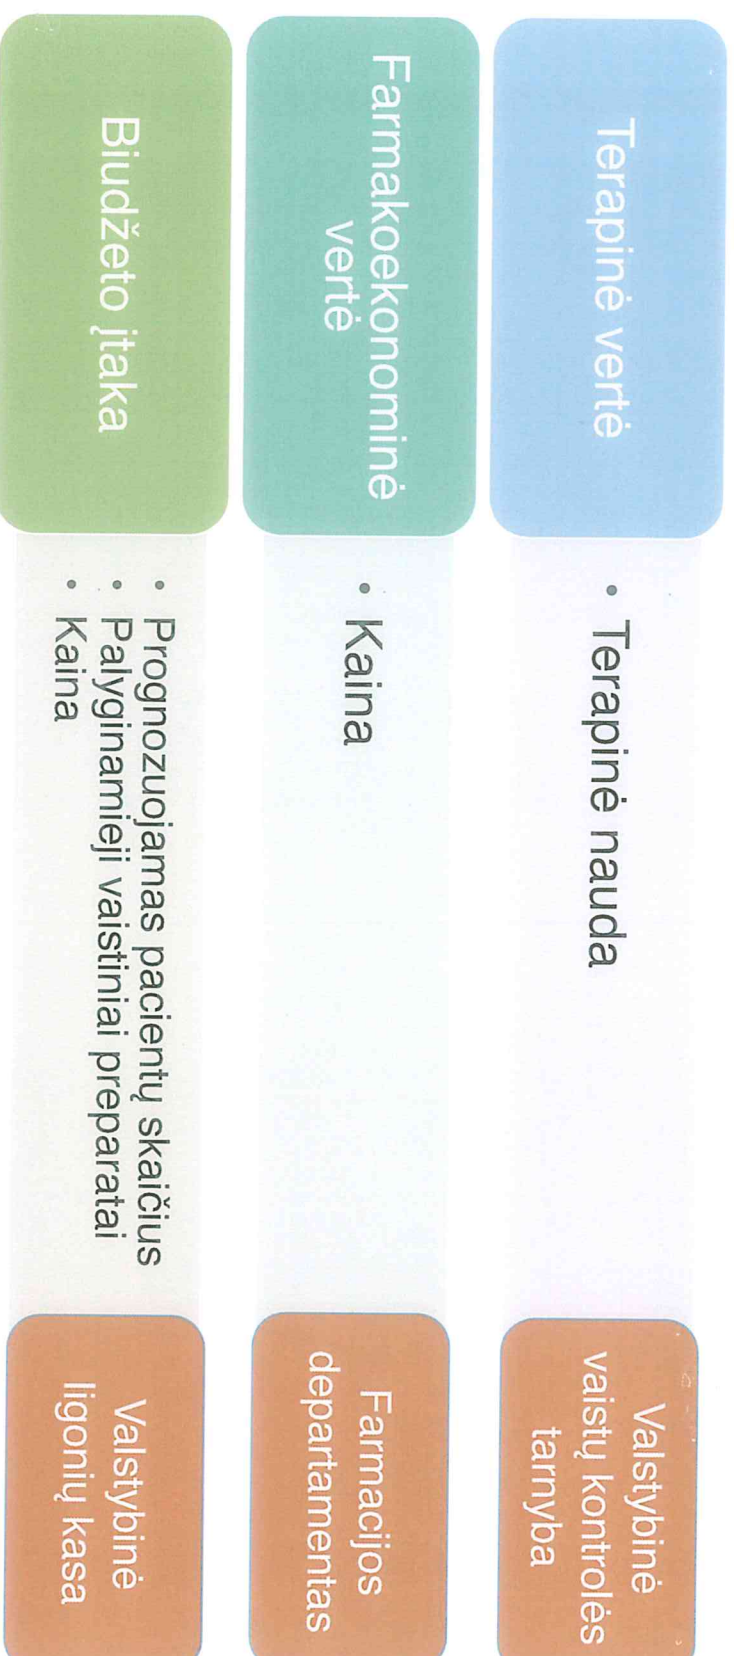 Terapinė vertė
• Terapinė nauda
Valstybinė
vaistų kontrolės
tarnyba
Farmakoekonominė
vertė
• Kaina
Farmacijos
departamentas
Biudžeto įtaka
• Prognozuojamas pacientų skaičius
• Palyginamieji vaistiniai preparatai
• Kaina
Valstybinė
ligonių kasa